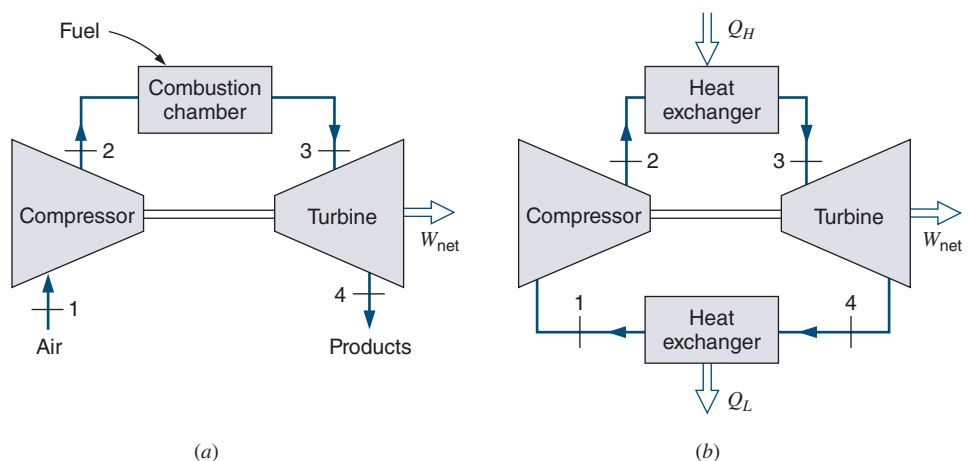 Fuel
Combustion
chamber
2
3
Compressor
Turbine
W_net
1
4
Air
Products
(a)
Q_H
Heat
exchanger
2
3
Compressor
Turbine
W_net
1
4
Heat
exchanger
Q_L
(b)